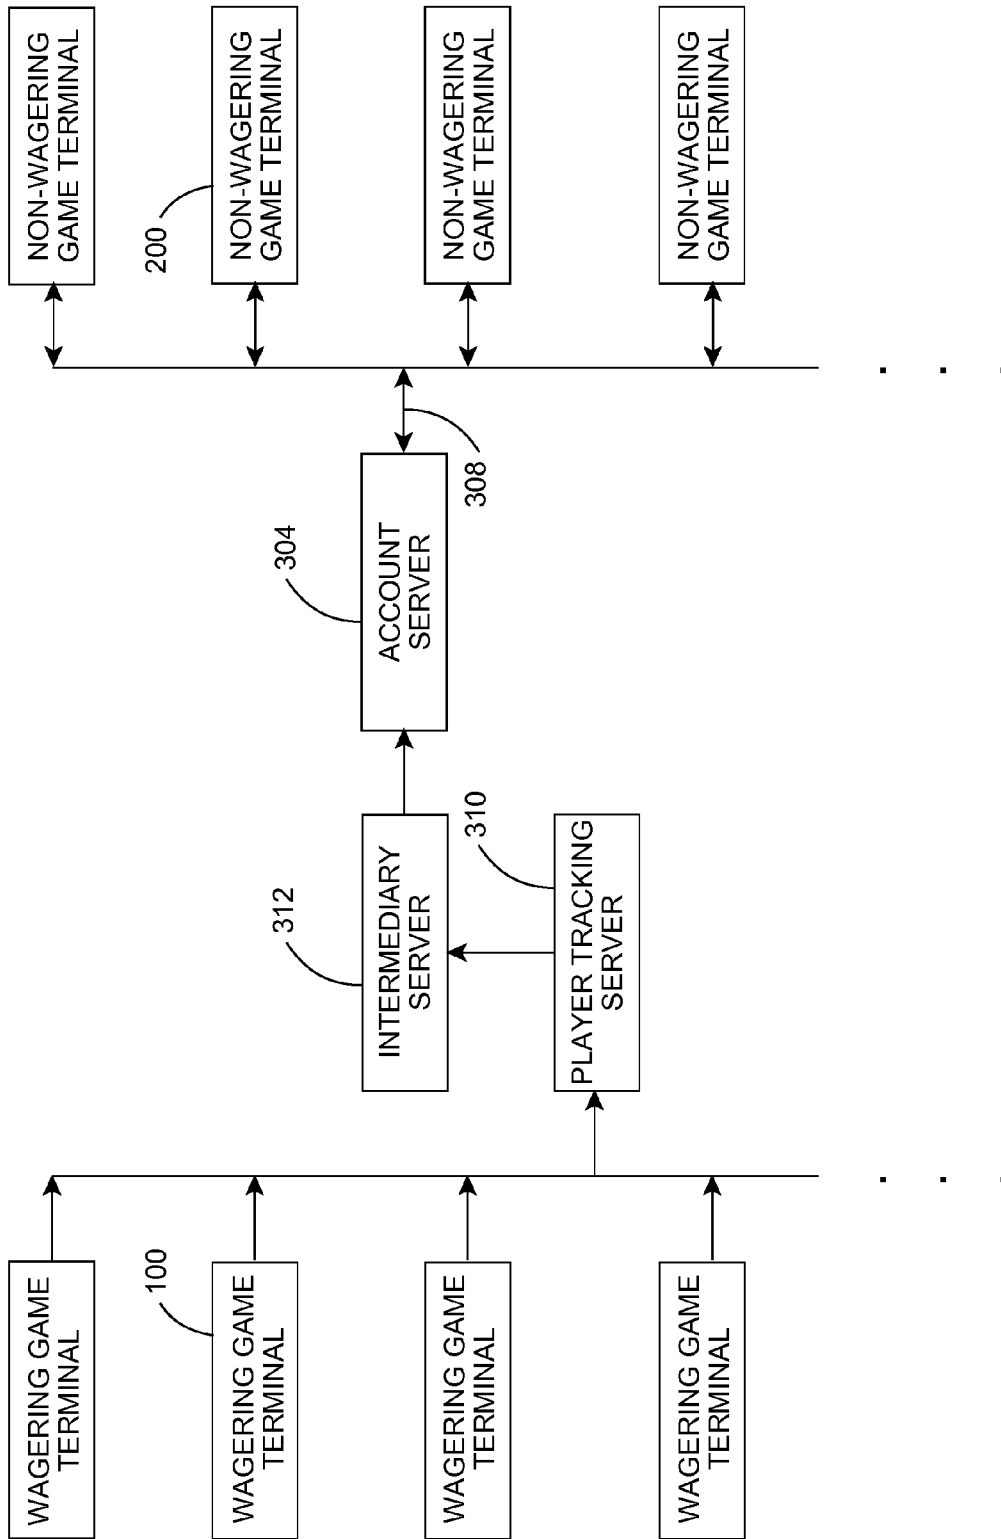 WAGERING GAME
TERMINAL
WAGERING GAME
TERMINAL
100
WAGERING GAME
TERMINAL
WAGERING GAME
TERMINAL
INTERMEDIARY
SERVER
312
PLAYER TRACKING
SERVER
310
ACCOUNT
SERVER
304
308
NON-WAGERING
GAME TERMINAL
NON-WAGERING
GAME TERMINAL
200
NON-WAGERING
GAME TERMINAL
NON-WAGERING
GAME TERMINAL